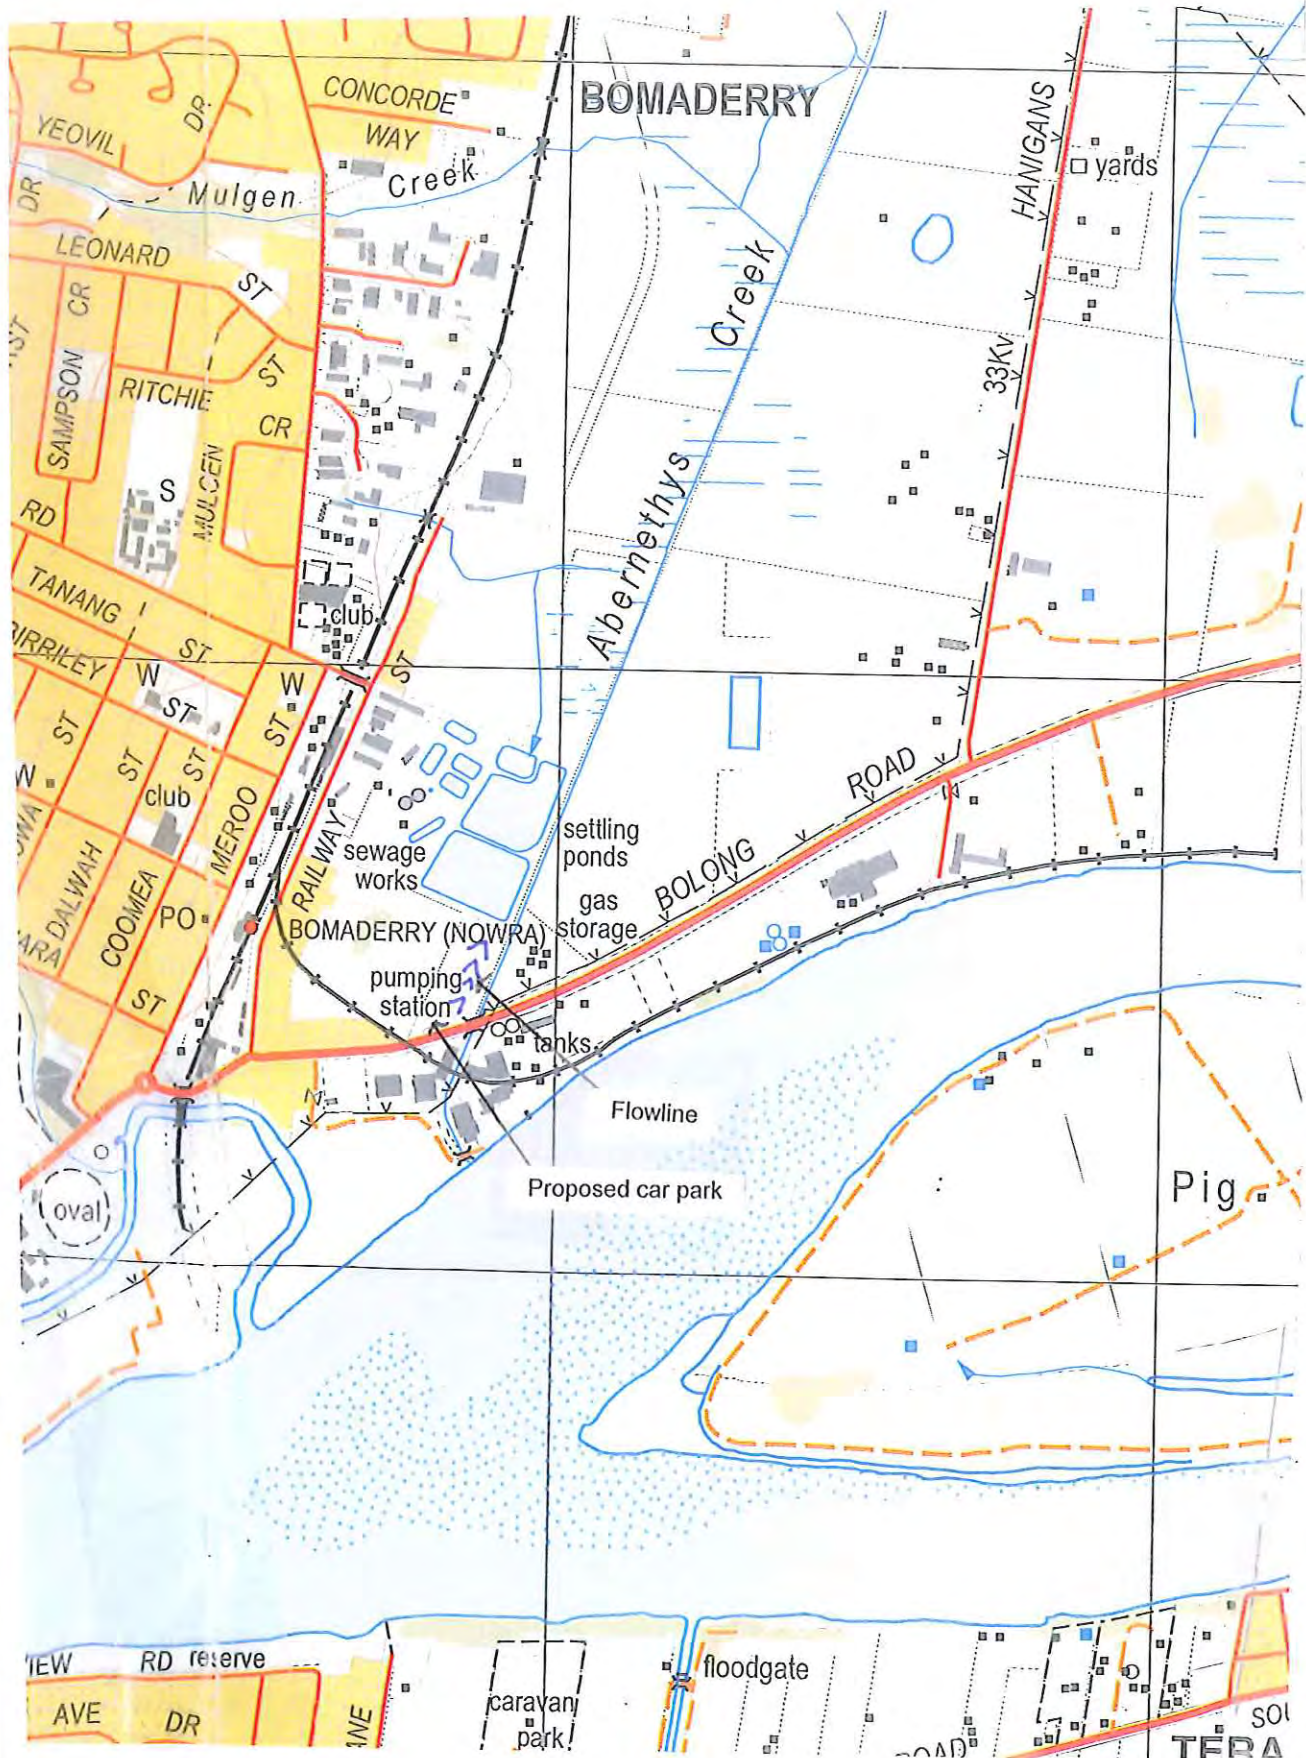 CONCORDE
WAY
BOMADERRY
YEOVIL
DR
HANIGANS
yards
Mulgen
Creek
DR
LEONARD
ST
CR
SAMPSON
RITCHIE
ST
Creek
33Kv
CR
S
MULGEN
RD
Abernethys
TANANG
ST
club
BIRRILEY
W
ST
W
ST
ST
ST
ST
ST
W
club
MEROO
ROAD
RAILWAY
sewage
works
settling
ponds
BOLONG
DALWAH
COOMEA
PO
gas
storage
BOMADERRY (NOWRA)
pumping
station
ST
tanks
Flowline
Proposed car park
Pig
oval
RD reserve
floodgate
AVE
DR
caravan
park